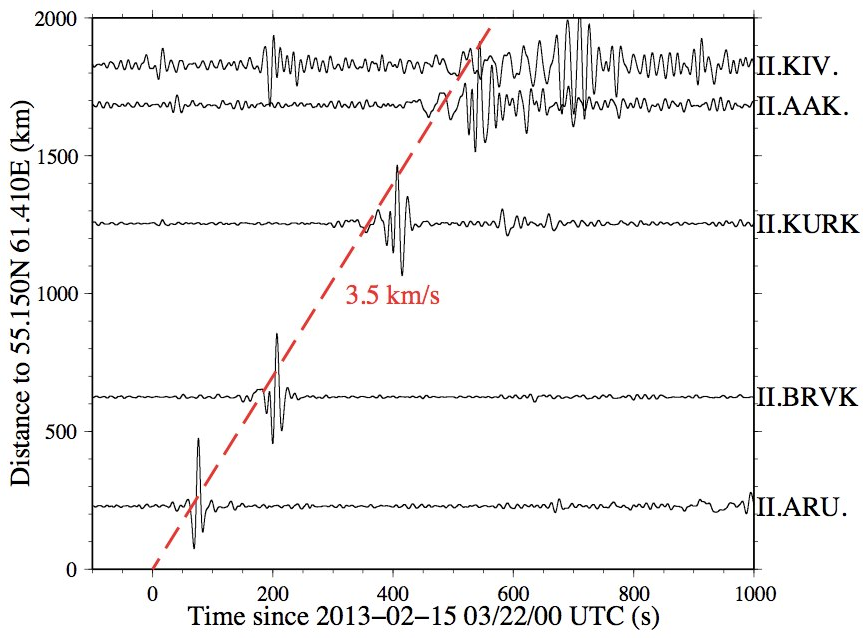 2000
1500
1000
500
0
Distance to 55.150N 61.410E (km)
II.KIV.
II.AAK.
II.KURK
3.5 km/s
II.BRVK
II.ARU.
0 200 400 600 800 1000
Time since 2013−02−15 03/22/00 UTC (s)